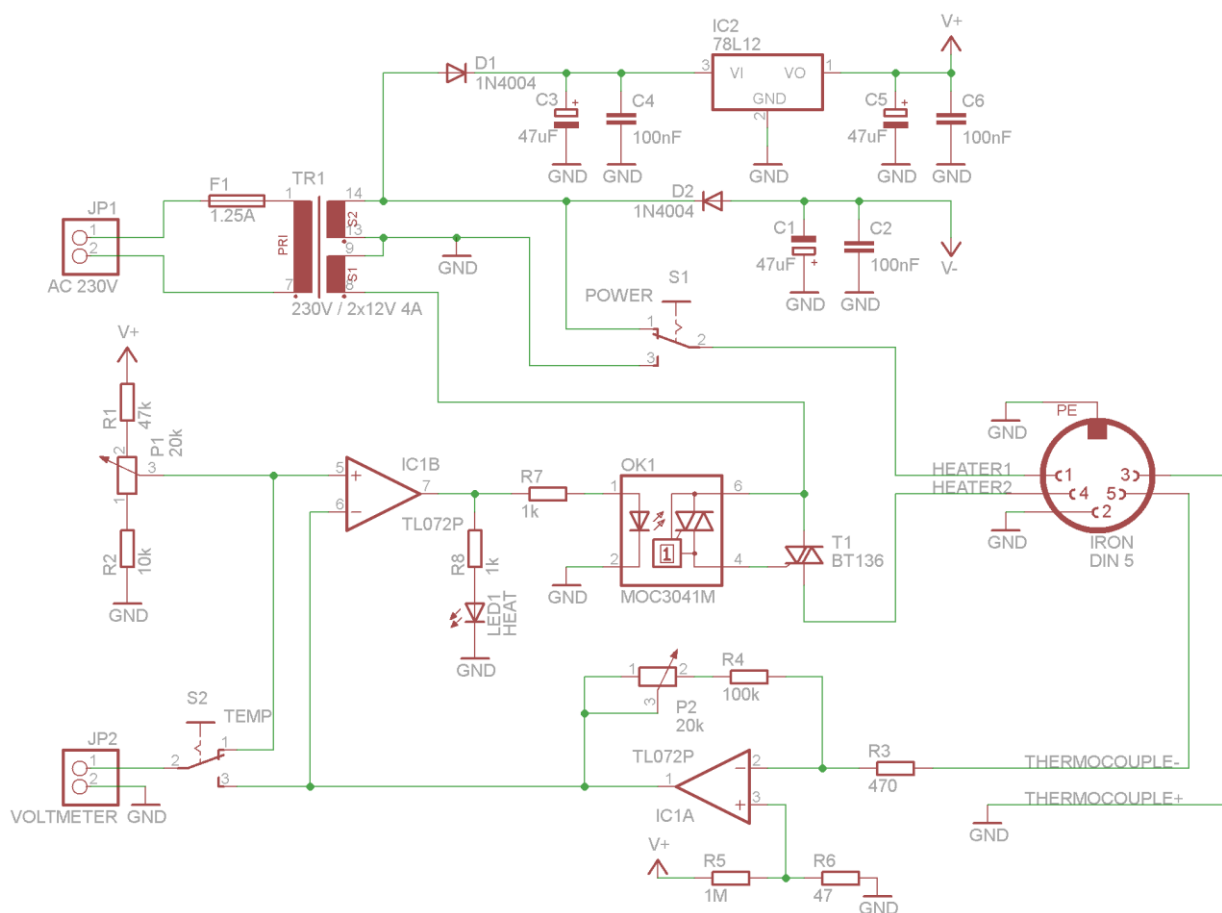 IC2
78L12
V+
D1
1N4004
3
VI
VO
1
GND
2
C3
+
47uF
C4
100nF
C5
+
47uF
C6
100nF
GND
GND
GND
GND
GND
TR1
F1
1.25A
1
14
S2
13
JP1
1
2
AC 230V
PRI
9
S1
7
8
GND
230V / 2x12V 4A
D2
1N4004
C1
47uF
+
C2
100nF
GND
GND
V-
S1
POWER
1
2
3
V+
R1
47k
P1
20k
2
3
1
R2
10k
GND
IC1B
5
+
6
–
7
TL072P
R7
1k
R8
1k
LED1
HEAT
GND
OK1
1
6
2
4
1
GND
MOC3041M
T1
BT136
GND
PE
HEATER1
HEATER2
1
3
4
5
2
GND
IRON
DIN 5
S2
TEMP
JP2
1
2
2
1
3
VOLTMETER
GND
1
2
3
P2
20k
R4
100k
TL072P
1
2
–
3
+
IC1A
R3
470
THERMOCOUPLE-
THERMOCOUPLE+
GND
V+
R5
1M
R6
47
GND